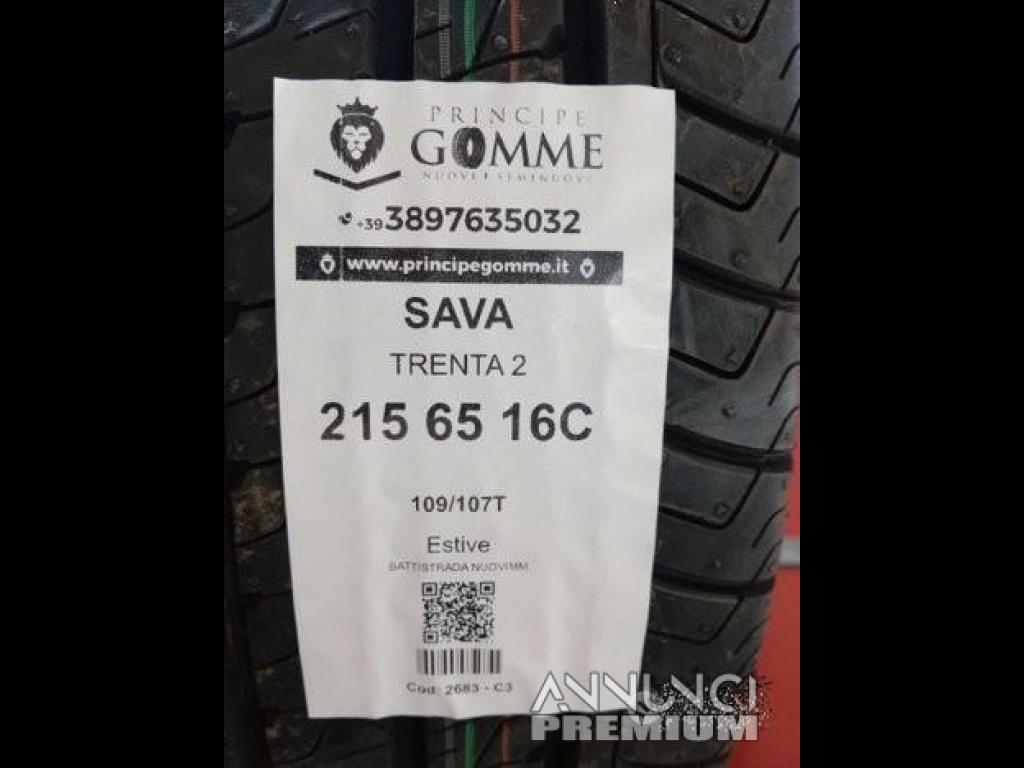 PRINCIPE
GOMME
NUOVE E SEMINUOVE
+39 3897635032
www.principegomme.it
SAVA
TRENTA 2
215 65 16C
109/107T
Estive
BATTISTRADA NUOVIMM
Cod: 2683 - C3
ANNUNCI
PREMIUM